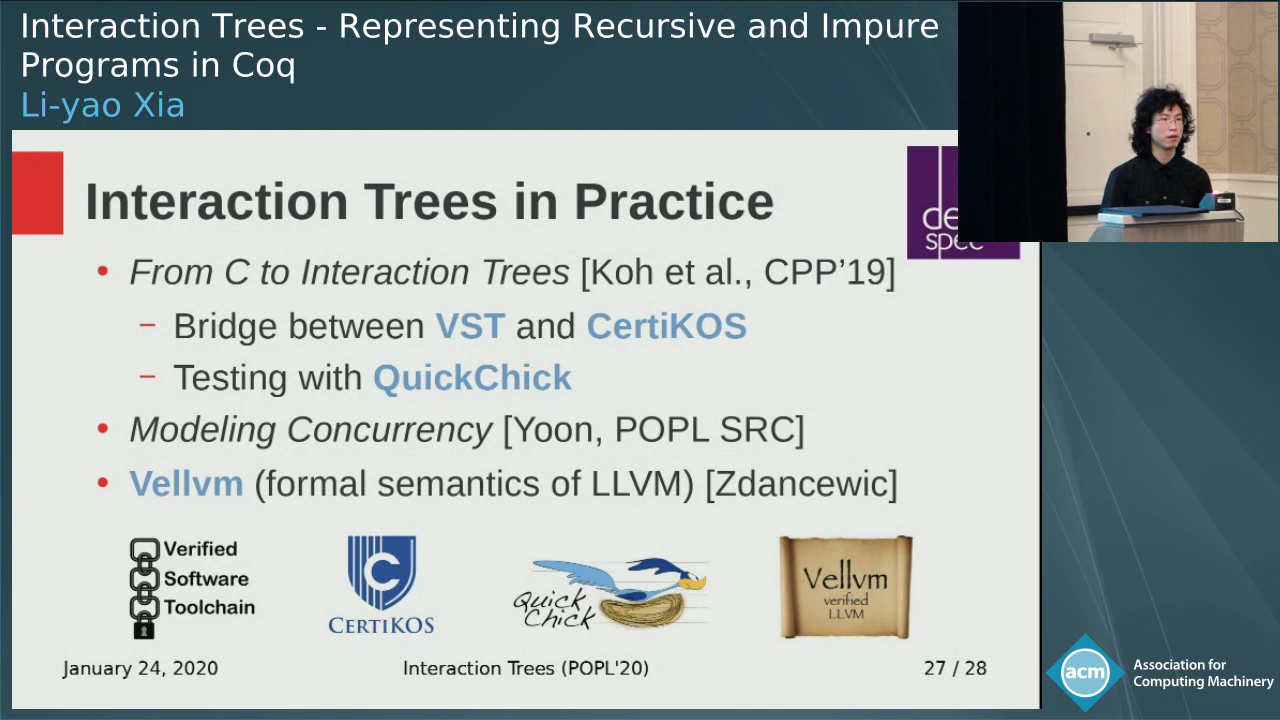 Interaction Trees - Representing Recursive and Impure
Programs in Coq
Li-yao Xia
Interaction Trees in Practice
de
spec
• From C to Interaction Trees [Koh et al., CPP’19]
– Bridge between VST and CertiKOS
– Testing with QuickChick
• Modeling Concurrency [Yoon, POPL SRC]
• Vellvm (formal semantics of LLVM) [Zdancewic]
Verified
Software
Toolchain
C
CERTIKOS
Quick
Chick
Vellvm
verified
LLVM
January 24, 2020
Interaction Trees (POPL'20)
27 / 28
acm
Association for
Computing Machinery